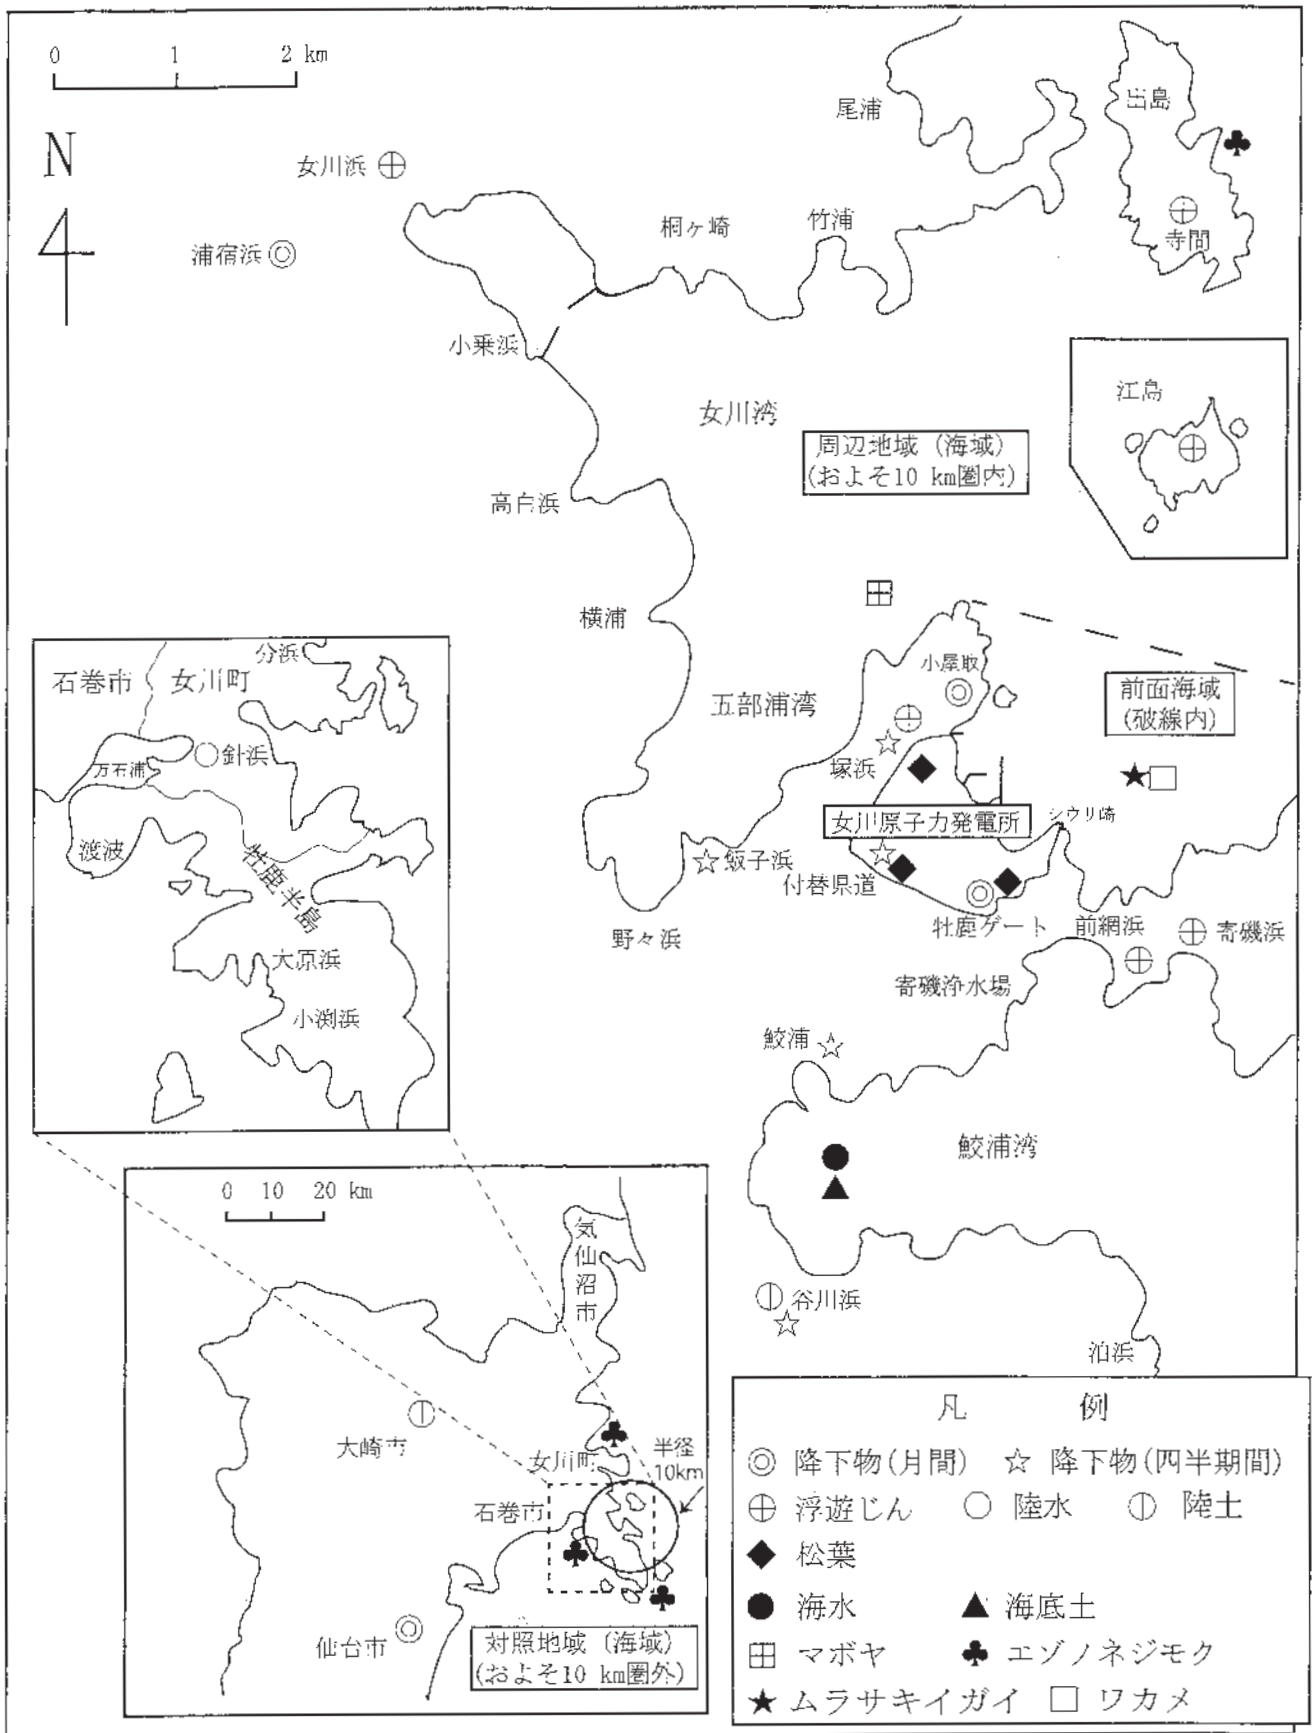 0 1 2 km
N
尾浦
出島
女川浜
浦宿浜
桐ヶ崎
竹浦
寺間
小乗浜
女川湾
江島
周辺地域(海域)
(およそ10 km圏内)
高白浜
横浦
小屋取
五部浦湾
前面海域
(破線内)
塚浜
女川原子力発電所
シウリ崎
飯子浜
付替県道
野々浜
牡鹿ゲート
前網浜
寄磯浜
寄磯浄水場
鮫浦
鮫浦湾
谷川浜
泊浜
石巻市
女川町
分浜
万石浦
針浜
渡波
牡鹿半島
大原浜
小渕浜
0 10 20 km
気仙沼市
大崎市
女川町
半径
10km
石巻市
仙台市
対照地域(海域)
(およそ10 km圏外)
凡 例
◎ 降下物(月間) ☆ 降下物(四半期間)
⊕ 浮遊じん ○ 陸水 ⦶ 陸土
◆ 松葉
● 海水 ▲ 海底土
田 マボヤ ♣ エゾノネジモク
★ ムラサキイガイ □ ワカメ